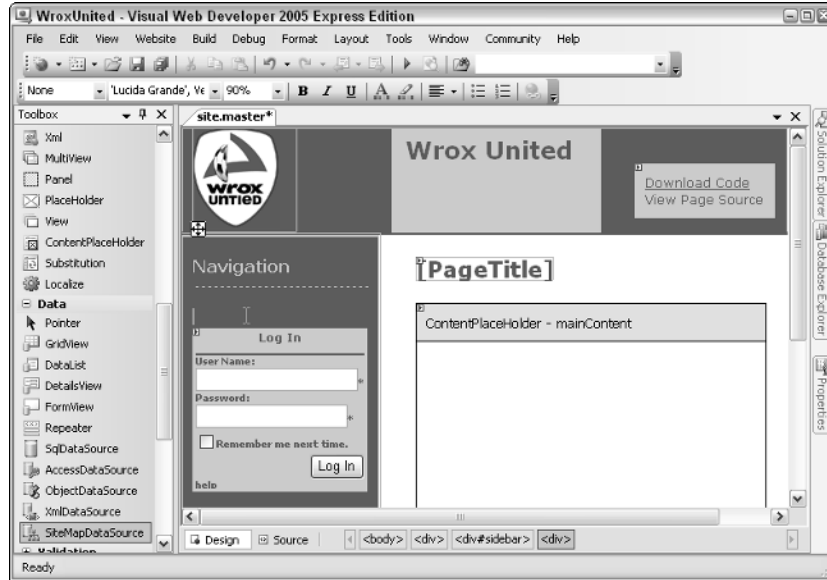 WroxUnited - Visual Web Developer 2005 Express Edition
File Edit View Website Build Debug Format Layout Tools Window Community Help
None 'Lucida Grande', Ve 90% B I U A
Toolbox
site.master*
Xml
MultiView
Panel
PlaceHolder
View
ContentPlaceHolder
Substitution
Localize
Data
Pointer
GridView
DataList
DetailsView
FormView
Repeater
SqlDataSource
AccessDataSource
ObjectDataSource
XmlDataSource
SiteMapDataSource
Validation
wrox
UNTIED
Wrox United
Download Code
View Page Source
Navigation
Log In
User Name:
*
Password:
*
Remember me next time.
Log In
help
[PageTitle]
ContentPlaceHolder - mainContent
Design Source <body> <div> <div#sidebar> <div>
Solution Explorer
Database Explorer
Properties
Ready